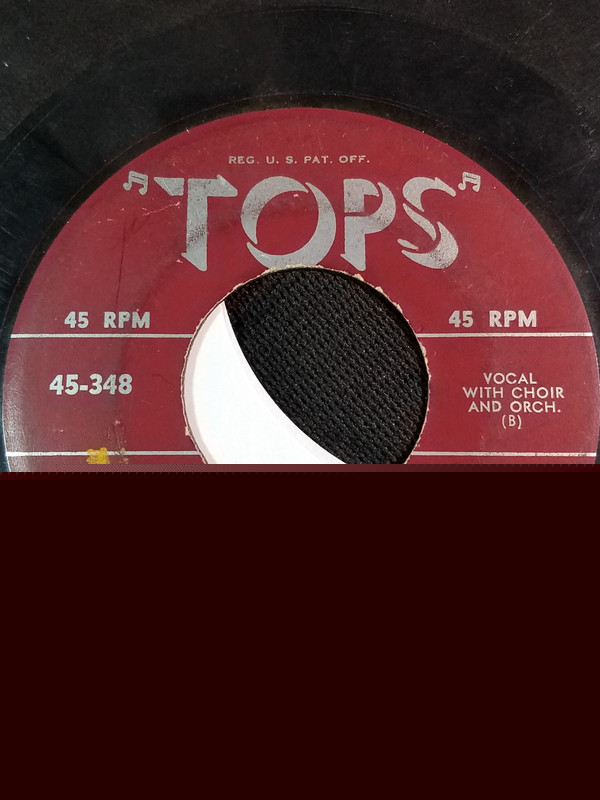 REG. U. S. PAT. OFF.
"TOPS"
45 RPM 45 RPM
45-348
VOCAL
WITH CHOIR
AND ORCH.
(B)